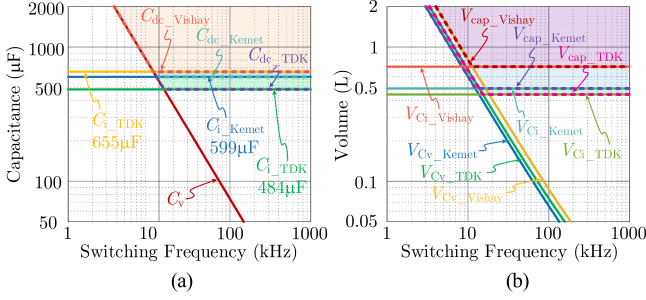 2000
1000
500
100
50
Capacitance (μF)
C_dc_Vishay
C_dc_Kemet
C_dc_TDK
C_i_TDK
655μF
C_i_Kemet
599μF
C_i_TDK
484μF
C_v
1
10
100
1000
Switching Frequency (kHz)
(a)
2
1
0.5
0.1
0.05
Volume (L)
V_cap_Vishay
V_cap_Kemet
V_cap_TDK
V_Ci_Vishay
V_Ci_Kemet
V_Ci_TDK
V_Cv_Kemet
V_Cv_TDK
V_Cv_Vishay
1
10
100
1000
Switching Frequency (kHz)
(b)